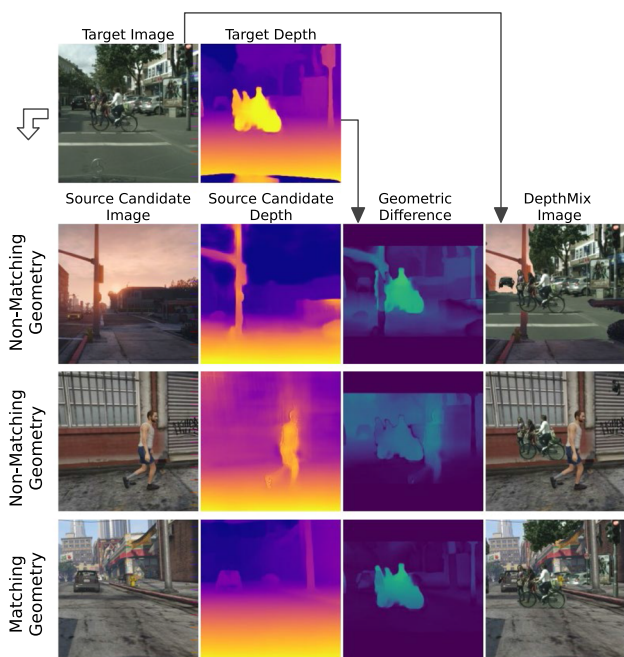 Target Image
Target Depth
Source Candidate
Image
Source Candidate
Depth
Geometric
Difference
DepthMix
Image
Non-Matching
Geometry
Non-Matching
Geometry
Matching
Geometry